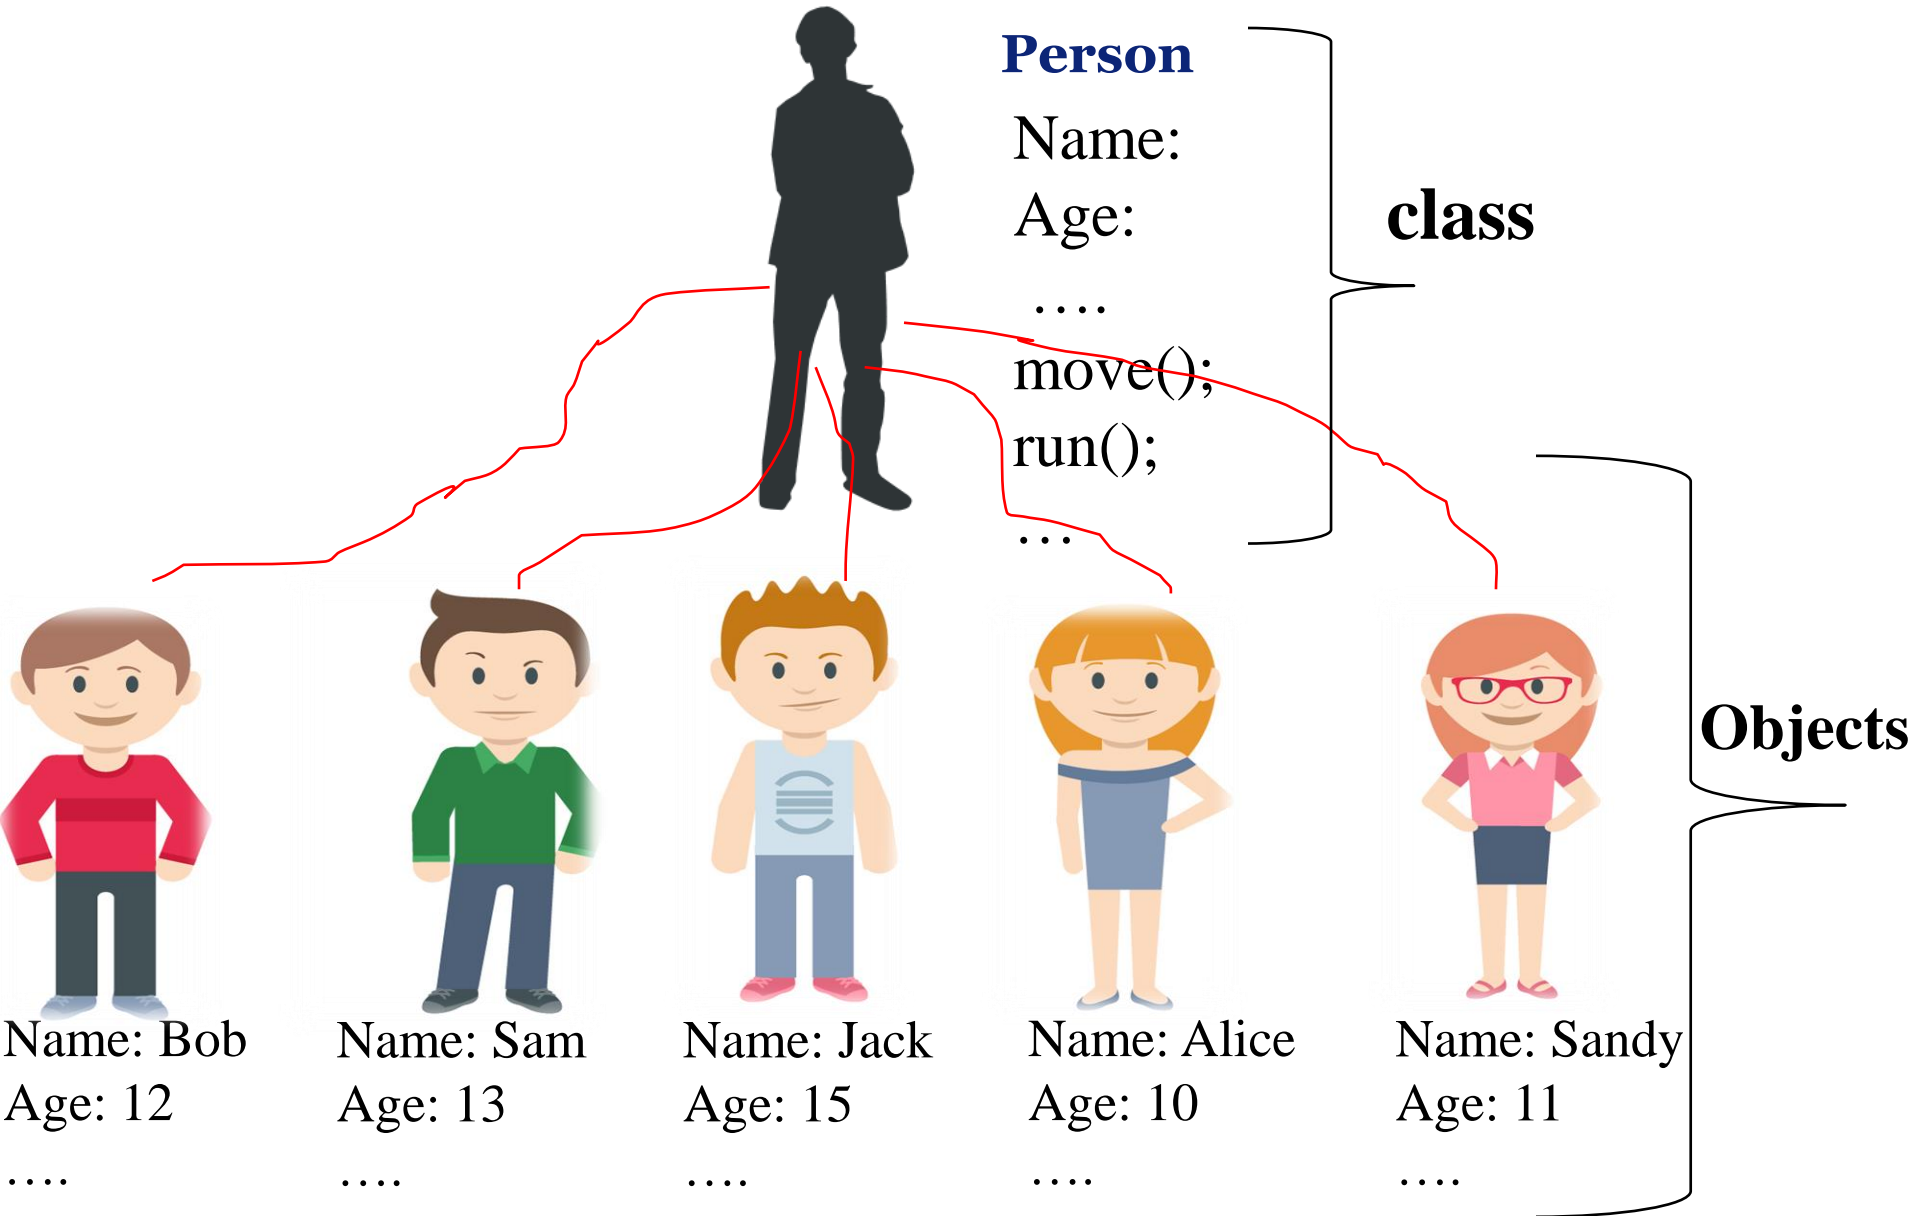 Person
Name:
Age:
....
move();
run();
...
class
Objects
Name: Bob
Age: 12
....
Name: Sam
Age: 13
....
Name: Jack
Age: 15
....
Name: Alice
Age: 10
....
Name: Sandy
Age: 11
....